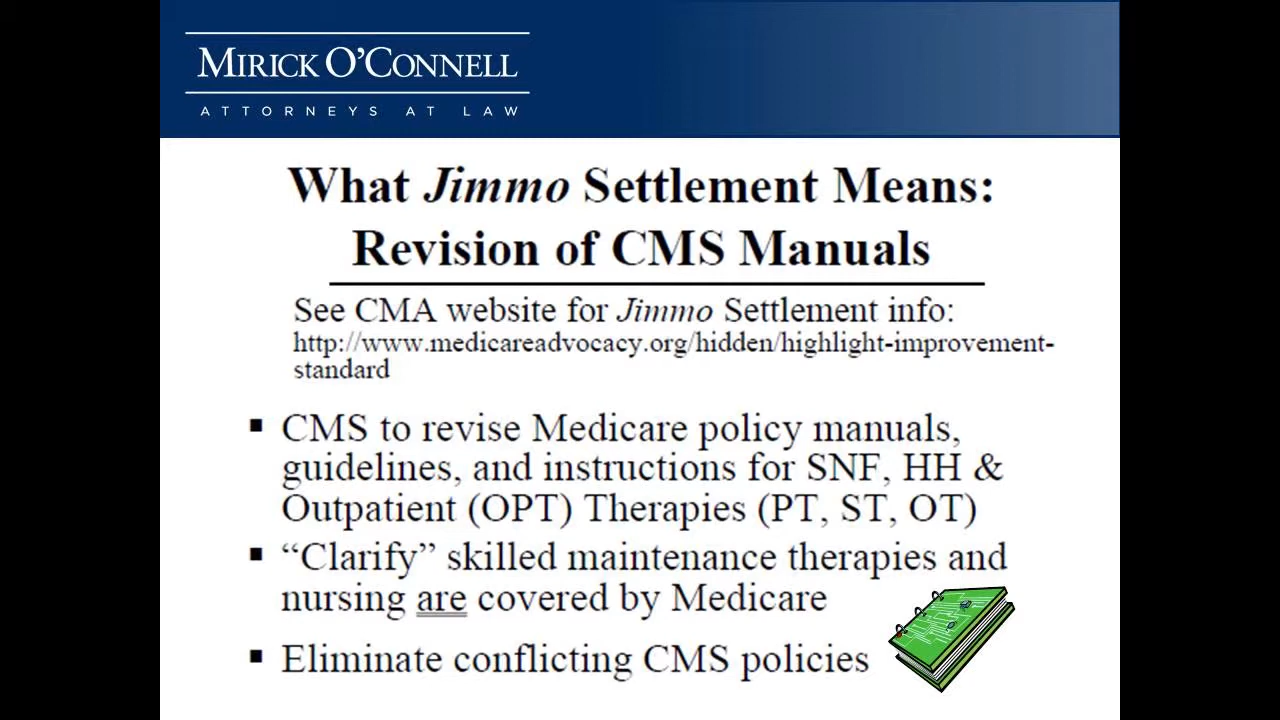 MIRICK O'CONNELL
ATTORNEYS AT LAW
What Jimmo Settlement Means:
Revision of CMS Manuals
See CMA website for Jimmo Settlement info:
http://www.medicareadvocacy.org/hidden/highlight-improvement-
standard
▪ CMS to revise Medicare policy manuals,
guidelines, and instructions for SNF, HH &
Outpatient (OPT) Therapies (PT, ST, OT)
▪ “Clarify” skilled maintenance therapies and
nursing are covered by Medicare
▪ Eliminate conflicting CMS policies